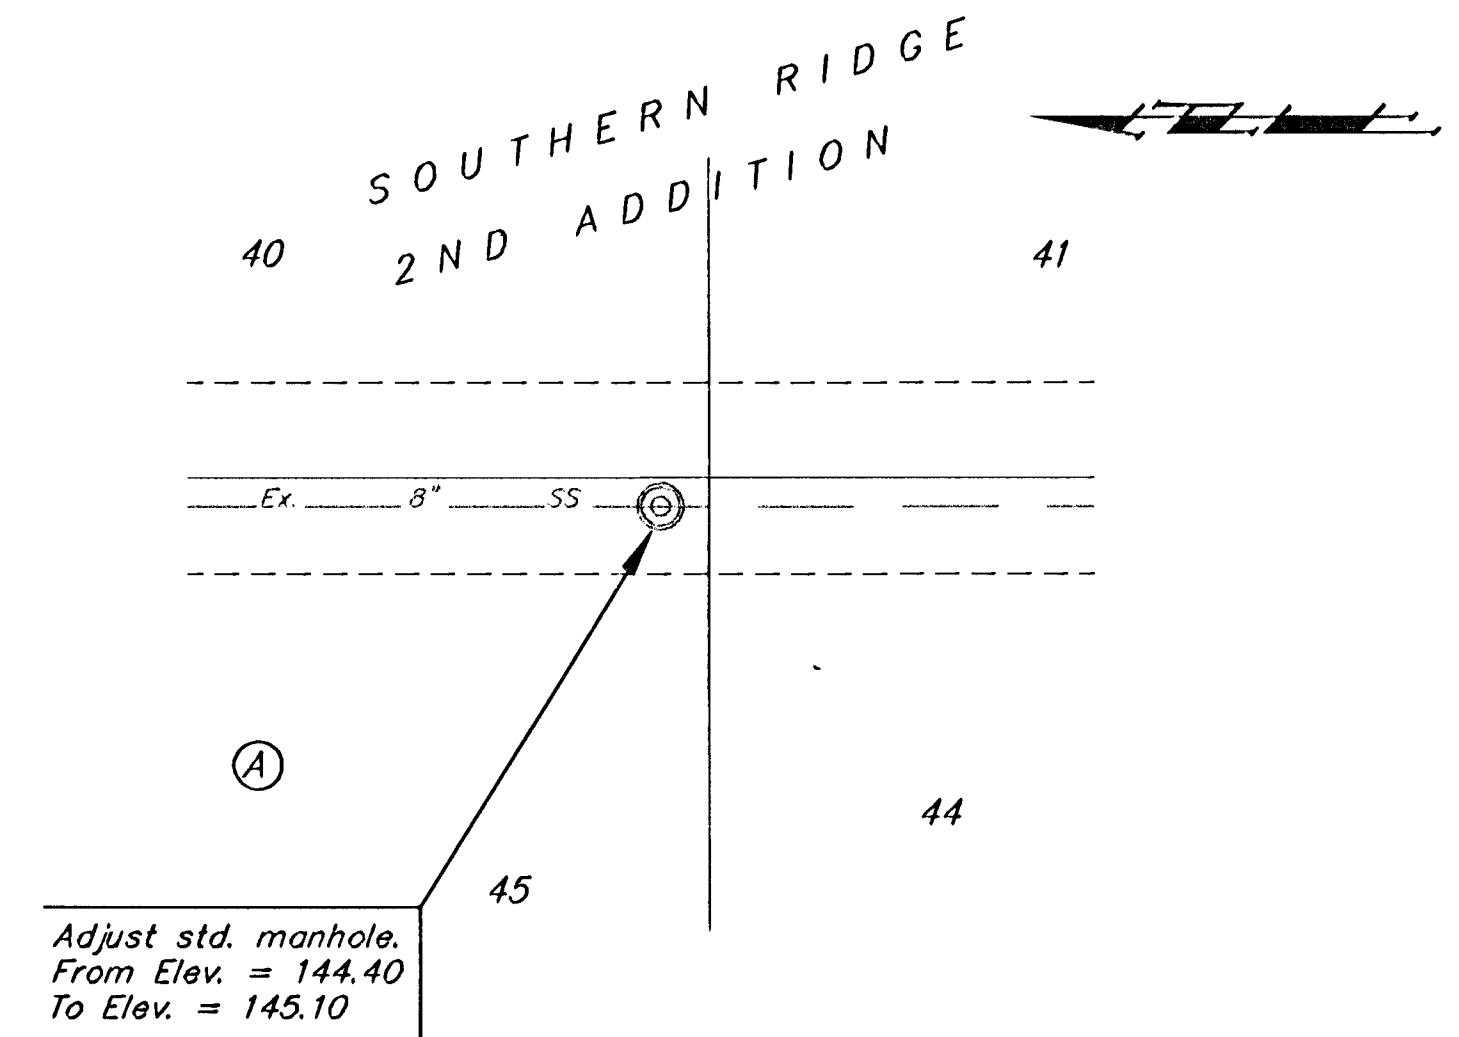 SOUTHERN RIDGE
2ND ADDITION
40
41
Ex. 8" SS
A
44
45
Adjust std. manhole.
From Elev. = 144.40
To Elev. = 145.10